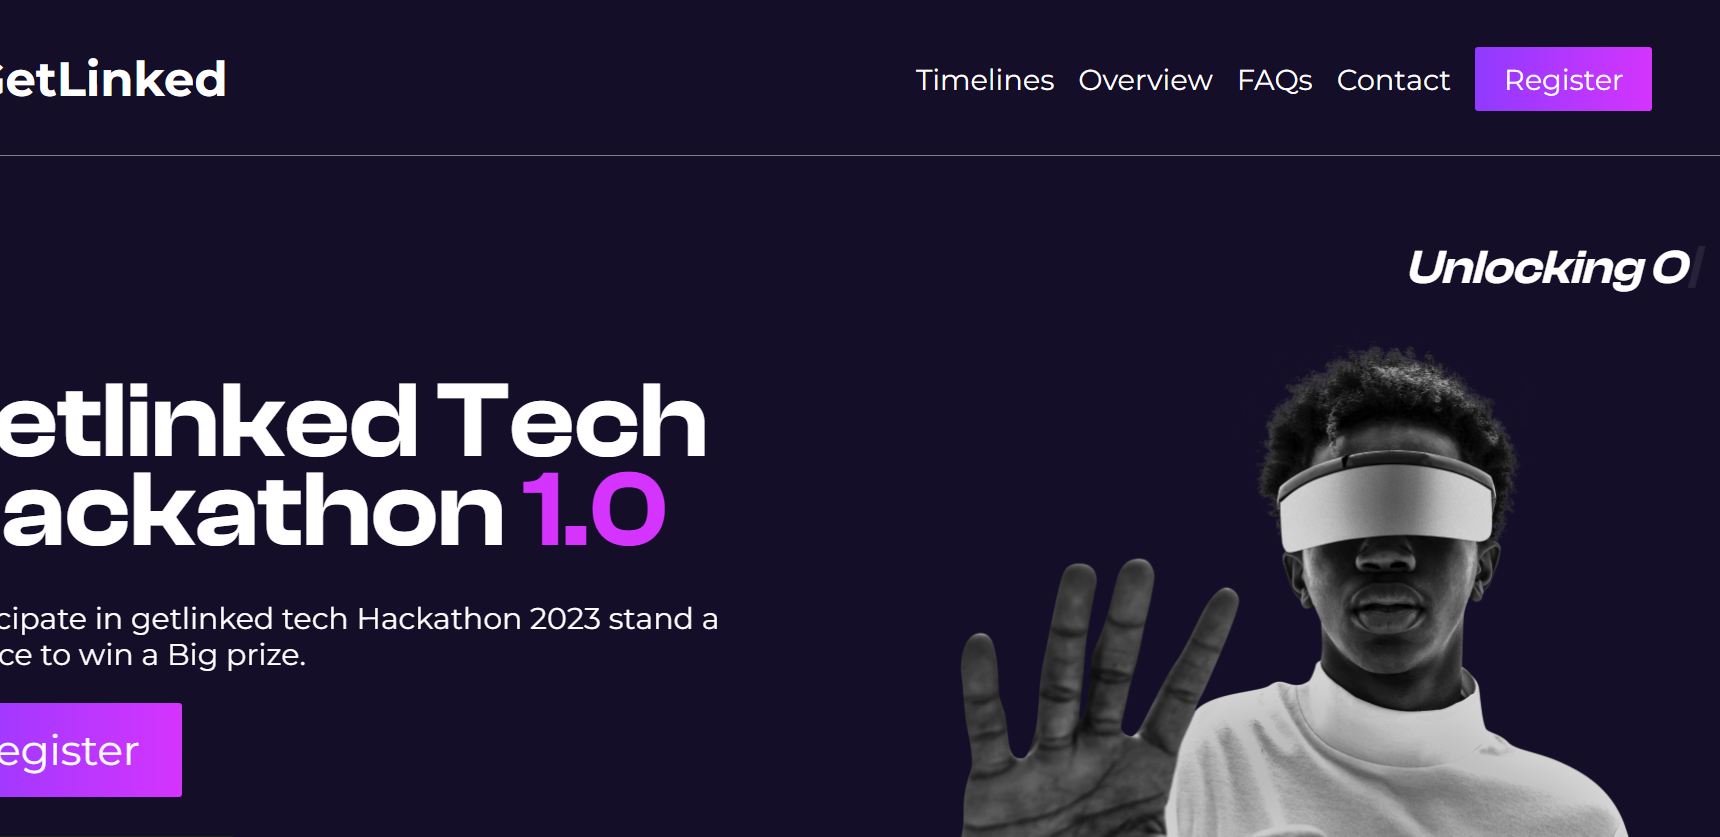 GetLinked
Timelines Overview FAQs Contact Register
Unlocking O
etlinked Tech
ackathon 1.0
cipate in getlinked tech Hackathon 2023 stand a
ce to win a Big prize.
egister